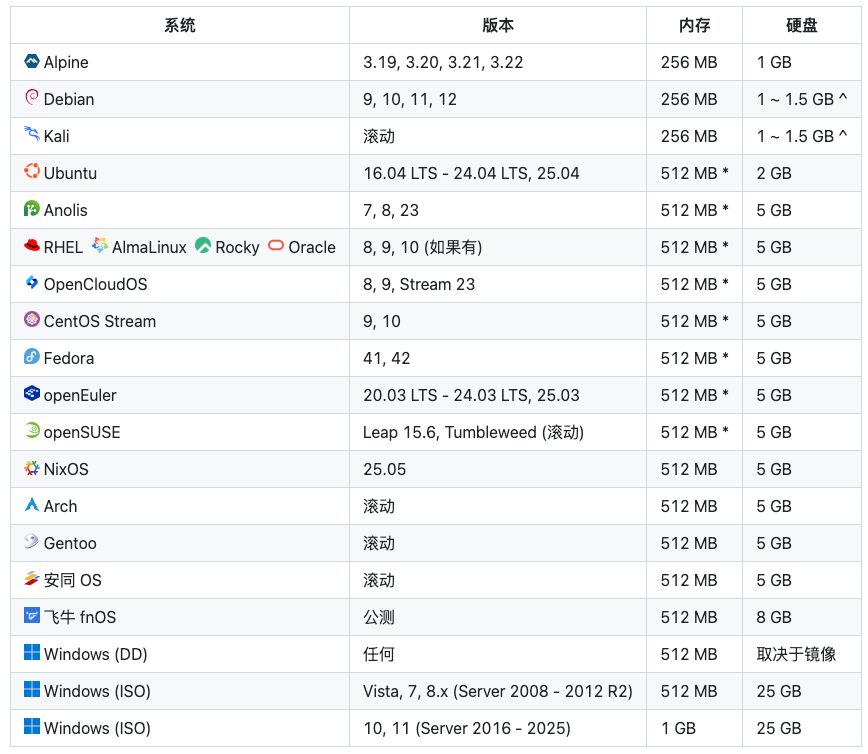 系统 版本 内存 硬盘
Alpine 3.19, 3.20, 3.21, 3.22 256 MB 1 GB
Debian 9, 10, 11, 12 256 MB 1 ~ 1.5 GB ^
Kali 滚动 256 MB 1 ~ 1.5 GB ^
Ubuntu 16.04 LTS - 24.04 LTS, 25.04 512 MB * 2 GB
Anolis 7, 8, 23 512 MB * 5 GB
RHEL AlmaLinux Rocky Oracle 8, 9, 10 (如果有) 512 MB * 5 GB
OpenCloudOS 8, 9, Stream 23 512 MB * 5 GB
CentOS Stream 9, 10 512 MB * 5 GB
Fedora 41, 42 512 MB * 5 GB
openEuler 20.03 LTS - 24.03 LTS, 25.03 512 MB * 5 GB
openSUSE Leap 15.6, Tumbleweed (滚动) 512 MB * 5 GB
NixOS 25.05 512 MB 5 GB
Arch 滚动 512 MB 5 GB
Gentoo 滚动 512 MB 5 GB
安同 OS 滚动 512 MB 5 GB
飞牛 fnOS 公测 512 MB 8 GB
Windows (DD) 任何 512 MB 取决于镜像
Windows (ISO) Vista, 7, 8.x (Server 2008 - 2012 R2) 512 MB 25 GB
Windows (ISO) 10, 11 (Server 2016 - 2025) 1 GB 25 GB